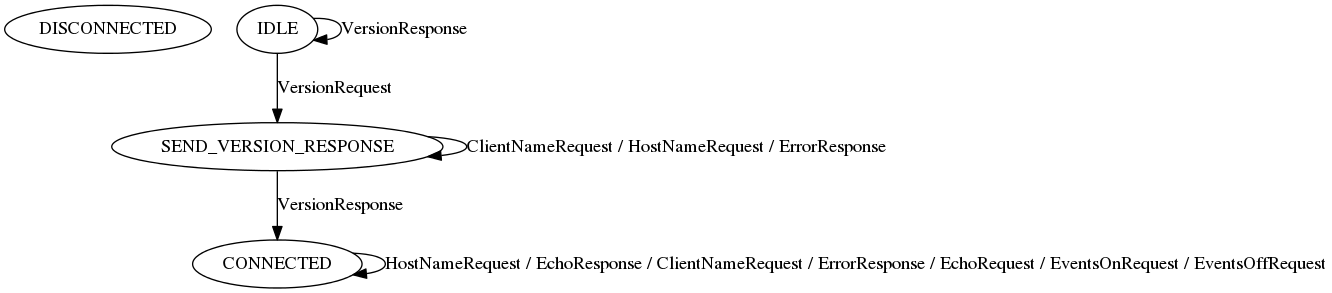 DISCONNECTED
IDLE
VersionResponse
VersionRequest
SEND_VERSION_RESPONSE
ClientNameRequest / HostNameRequest / ErrorResponse
VersionResponse
CONNECTED
HostNameRequest / EchoResponse / ClientNameRequest / ErrorResponse / EchoRequest / EventsOnRequest / EventsOffRequest